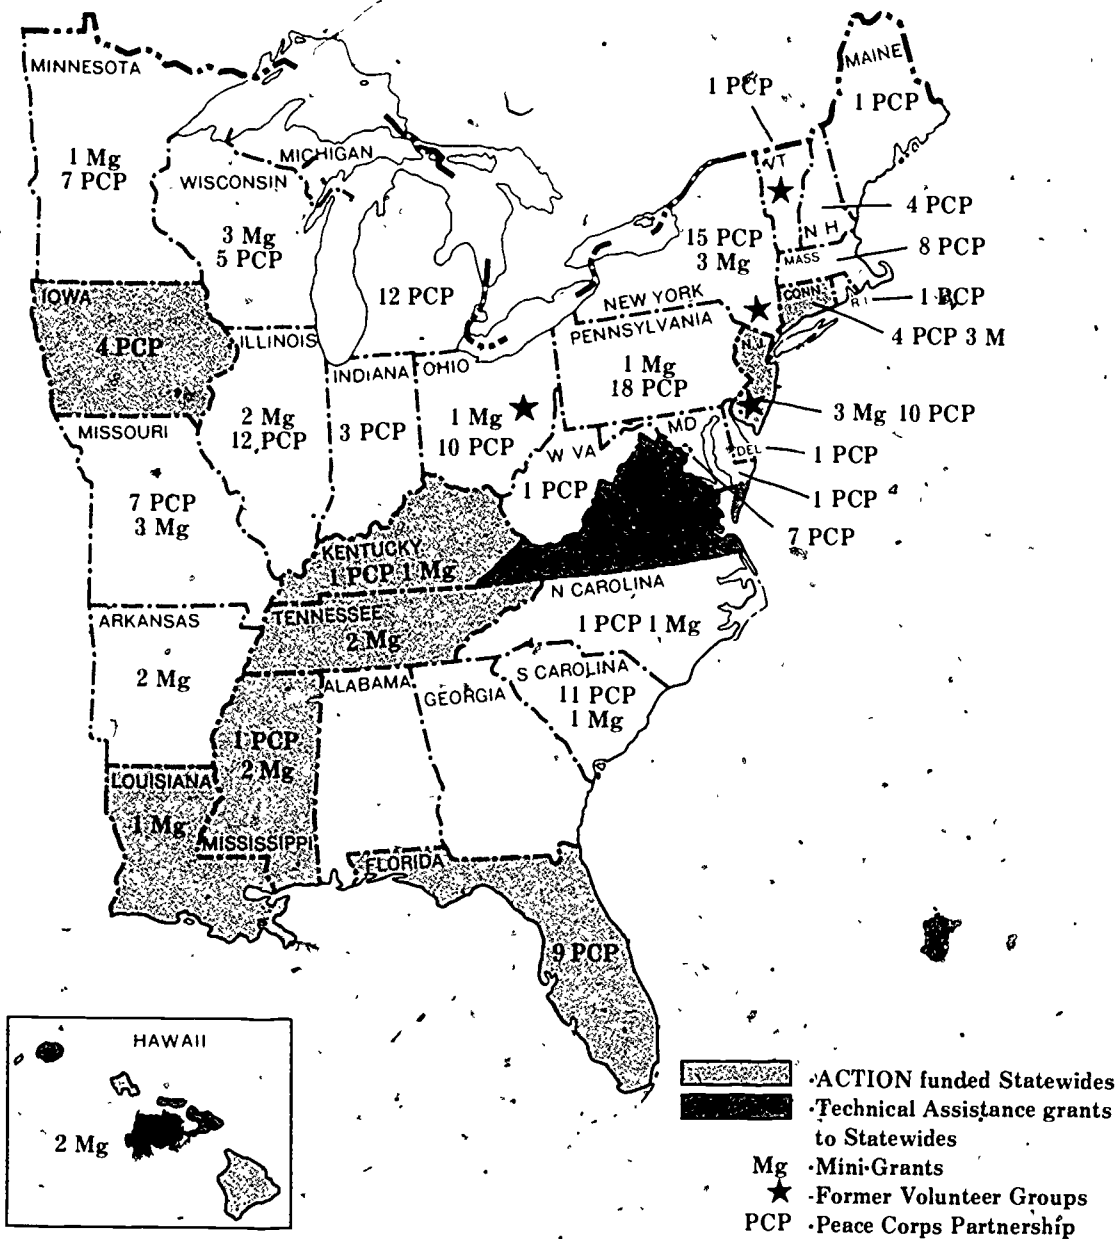 MINNESOTA
1 Mg
7 PCP
MICHIGAN
WISCONSIN
3 Mg
5 PCP
12 PCP
MAINE
1 PCP
1 PCP
VT
4 PCP
N H
8 PCP
MASS
15 PCP
3 Mg
NEW YORK
CONN
R I
1 PCP
4 PCP 3 M
IOWA
4 PCP
ILLINOIS
2 Mg
12 PCP
INDIANA
3 PCP
OHIO
1 Mg
10 PCP
PENNSYLVANIA
1 Mg
18 PCP
N.J.
3 Mg 10 PCP
MD
DEL
1 PCP
1 PCP
7 PCP
W VA
1 PCP
MISSOURI
7 PCP
3 Mg
KENTUCKY
1 PCP 1 Mg
N CAROLINA
1 PCP 1 Mg
TENNESSEE
2 Mg
ARKANSAS
2 Mg
S CAROLINA
11 PCP
1 Mg
ALABAMA
GEORGIA
1 PCP
2 Mg
MISSISSIPPI
LOUISIANA
1 Mg
FLORIDA
9 PCP
HAWAII
2 Mg
·ACTION funded Statewides
·Technical Assistance grants
to Statewides
Mg ·Mini-Grants
★ ·Former Volunteer Groups
PCP ·Peace Corps Partnership